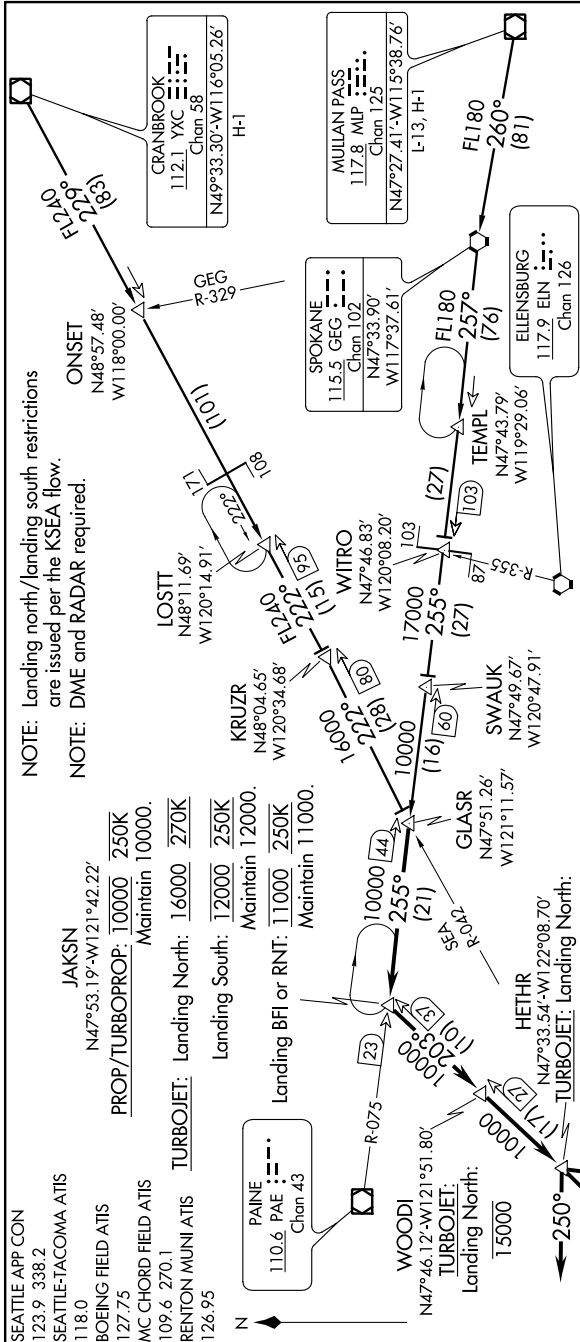 SEATTLE APP CON
123.9 338.2
SEATTLE-TACOMA ATIS
118.0
BOEING FIELD ATIS
127.75
MC CHORD FIELD ATIS
109.6 270.1
RENTON MUNI ATIS
126.95
NOTE: Landing north/landing south restrictions
are issued per the KSEA flow.
NOTE: DME and RADAR required.
JAKSN
N47°53.19'-W121°42.22'
PROP/TURBOPROP: 10000 250K
Maintain 10000.
TURBOJET: Landing North: 16000 270K
Landing South: 12000 250K
Maintain 12000.
Landing BFI or RNT: 11000 250K
Maintain 11000.
CRANBROOK
112.1 YXC
Chan 58
N49°33.30'-W116°05.26'
H-1
FL240
229°
(83)
ONSET
N48°57.48'
W118°00.00'
GEG
R-329
(101)
171
108
222°
LOSTT
N48°11.69'
W120°14.91'
95
FL240
222°
(15)
KRUZR
N48°04.65'
W120°34.68'
80
16000
222°
(28)
MULLAN PASS
117.8 MLP
Chan 125
N47°27.41'-W115°38.76'
L-13, H-1
FL180
260°
(81)
SPOKANE
115.5 GEG
Chan 102
N47°33.90'
W117°37.61'
FL180
257°
(76)
TEMPL
N47°43.79'
W119°29.06'
(27)
103
ELLENSBURG
117.9 ELN
Chan 126
R-355
WITRO
N47°46.83'
W120°08.20'
103
87
17000
255°
(27)
SWAUK
N47°49.67'
W120°47.91'
60
10000
(16)
GLASR
N47°51.26'
W121°11.57'
44
SEA
R-042
10000
255°
(21)
PAINE
110.6 PAE
Chan 43
R-075
23
37
10000
203°
(10)
WOODI
N47°46.12'-W121°51.80'
TURBOJET:
Landing North:
15000
27
10000
(17)
HETHR
N47°33.54'-W122°08.70'
TURBOJET: Landing North:
250°
N